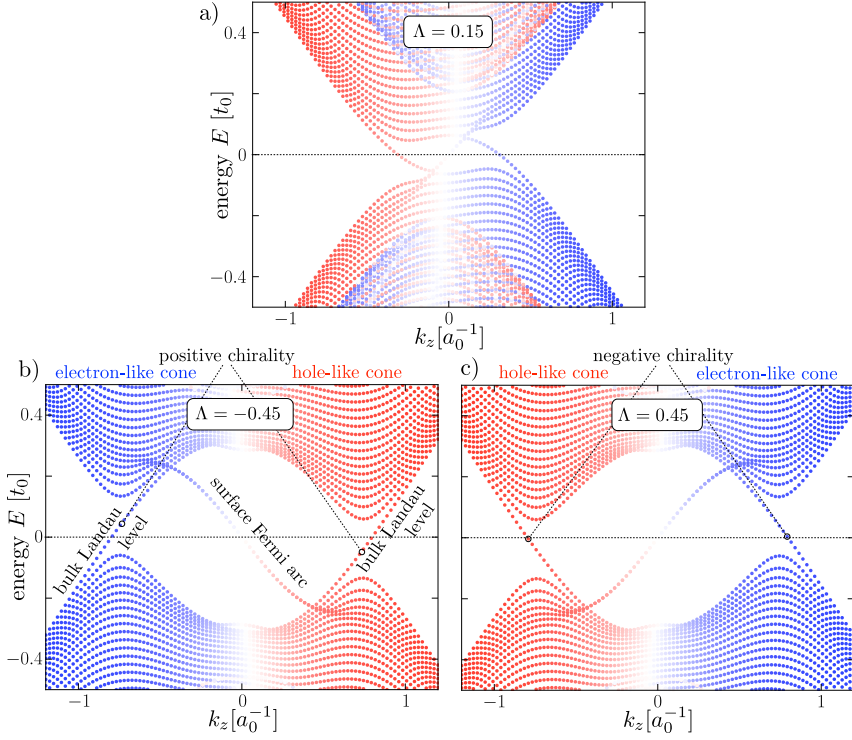 a)
Λ = 0.15
energy E [t₀]
0.4
0
−0.4
−1
0
1
k_z[a₀⁻¹]
positive chirality
negative chirality
b)
electron-like cone
hole-like cone
Λ = −0.45
energy E [t₀]
0.4
0
−0.4
bulk Landau
level
surface Fermi arc
bulk Landau
level
−1
0
1
k_z[a₀⁻¹]
c)
hole-like cone
electron-like cone
Λ = 0.45
−1
0
1
k_z[a₀⁻¹]